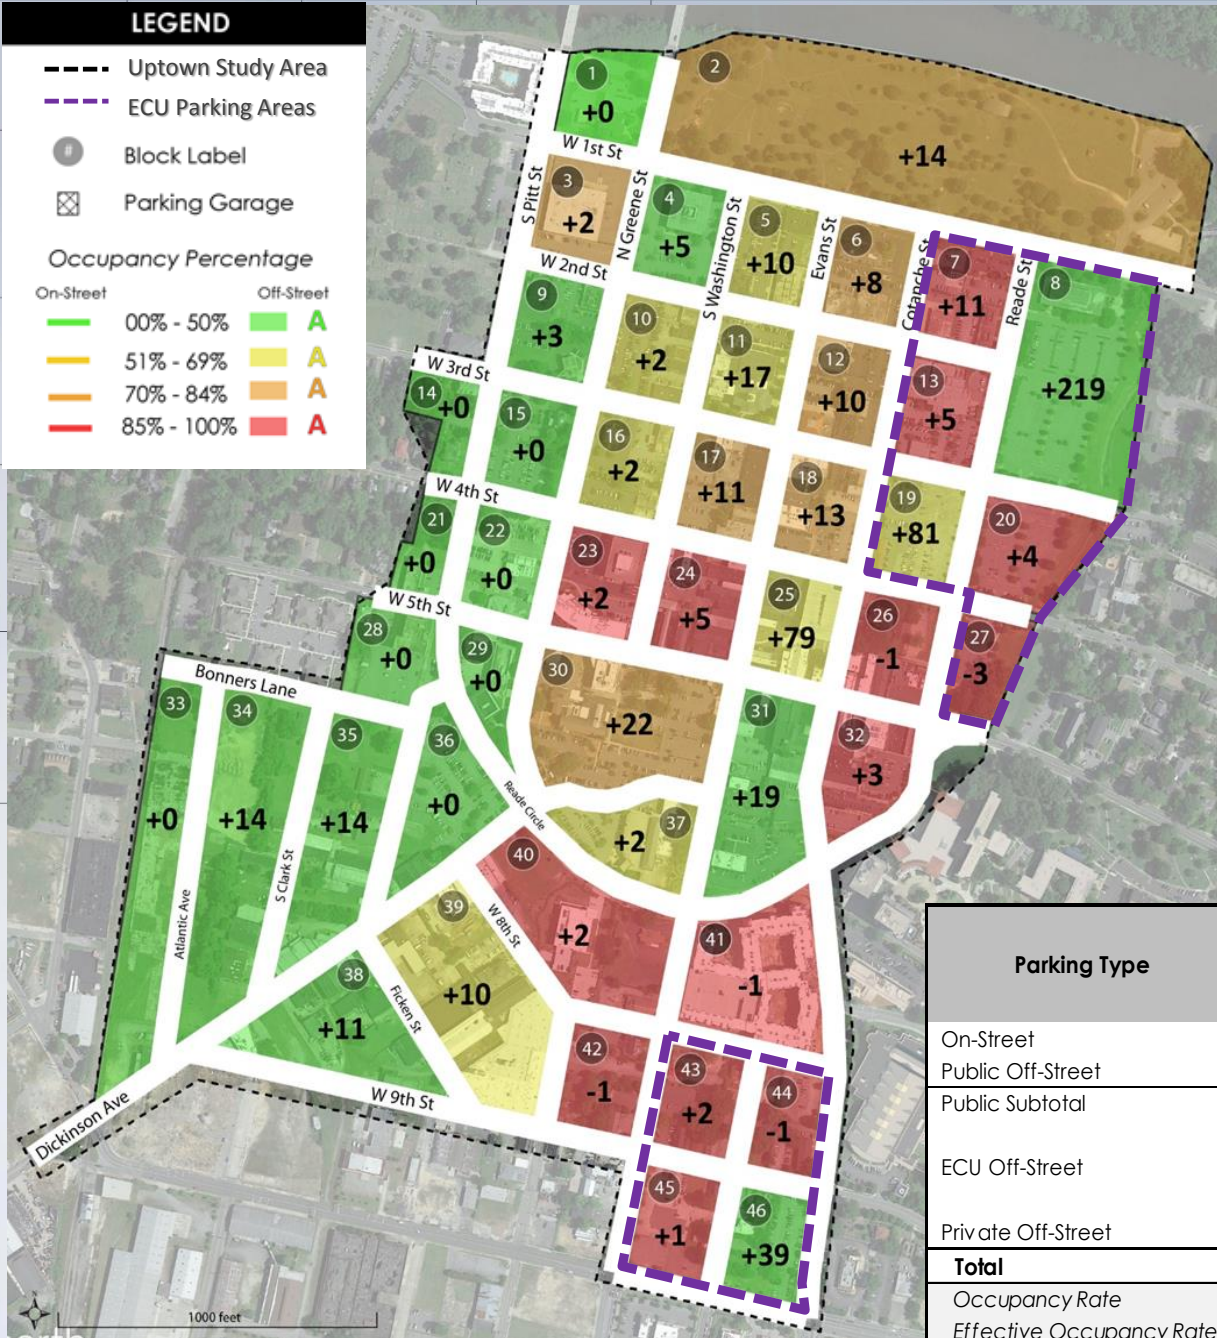 LEGEND
Uptown Study Area
ECU Parking Areas
# Block Label
Parking Garage
Occupancy Percentage
On-Street Off-Street
00% - 50% A
51% - 69% A
70% - 84% A
85% - 100% A
1
+0
2
+14
W 1st St
S Pitt St
3
+2
N Greene St
4
+5
S Washington St
5
+10
Evans St
6
+8
Cotanche St
7
+11
Reade St
8
+219
W 2nd St
9
+3
10
+2
11
+17
12
+10
13
+5
W 3rd St
14
+0
15
+0
16
+2
17
+11
18
+13
19
+81
20
+4
W 4th St
21
+0
22
+0
23
+2
24
+5
25
+79
26
-1
27
-3
W 5th St
28
+0
29
+0
30
+22
31
+19
32
+3
Bonners Lane
33
+0
34
+14
35
+14
36
+0
Reade Circle
37
+2
Atlantic Ave
S Clark St
38
+11
Ficken St
39
+10
W 8th St
40
+2
41
-1
42
-1
43
+2
44
-1
45
+1
46
+39
W 9th St
Dickinson Ave
N
1000 feet
Parking Type
On-Street
Public Off-Street
Public Subtotal
ECU Off-Street
Private Off-Street
Total
Occupancy Rate
Effective Occupancy Rate